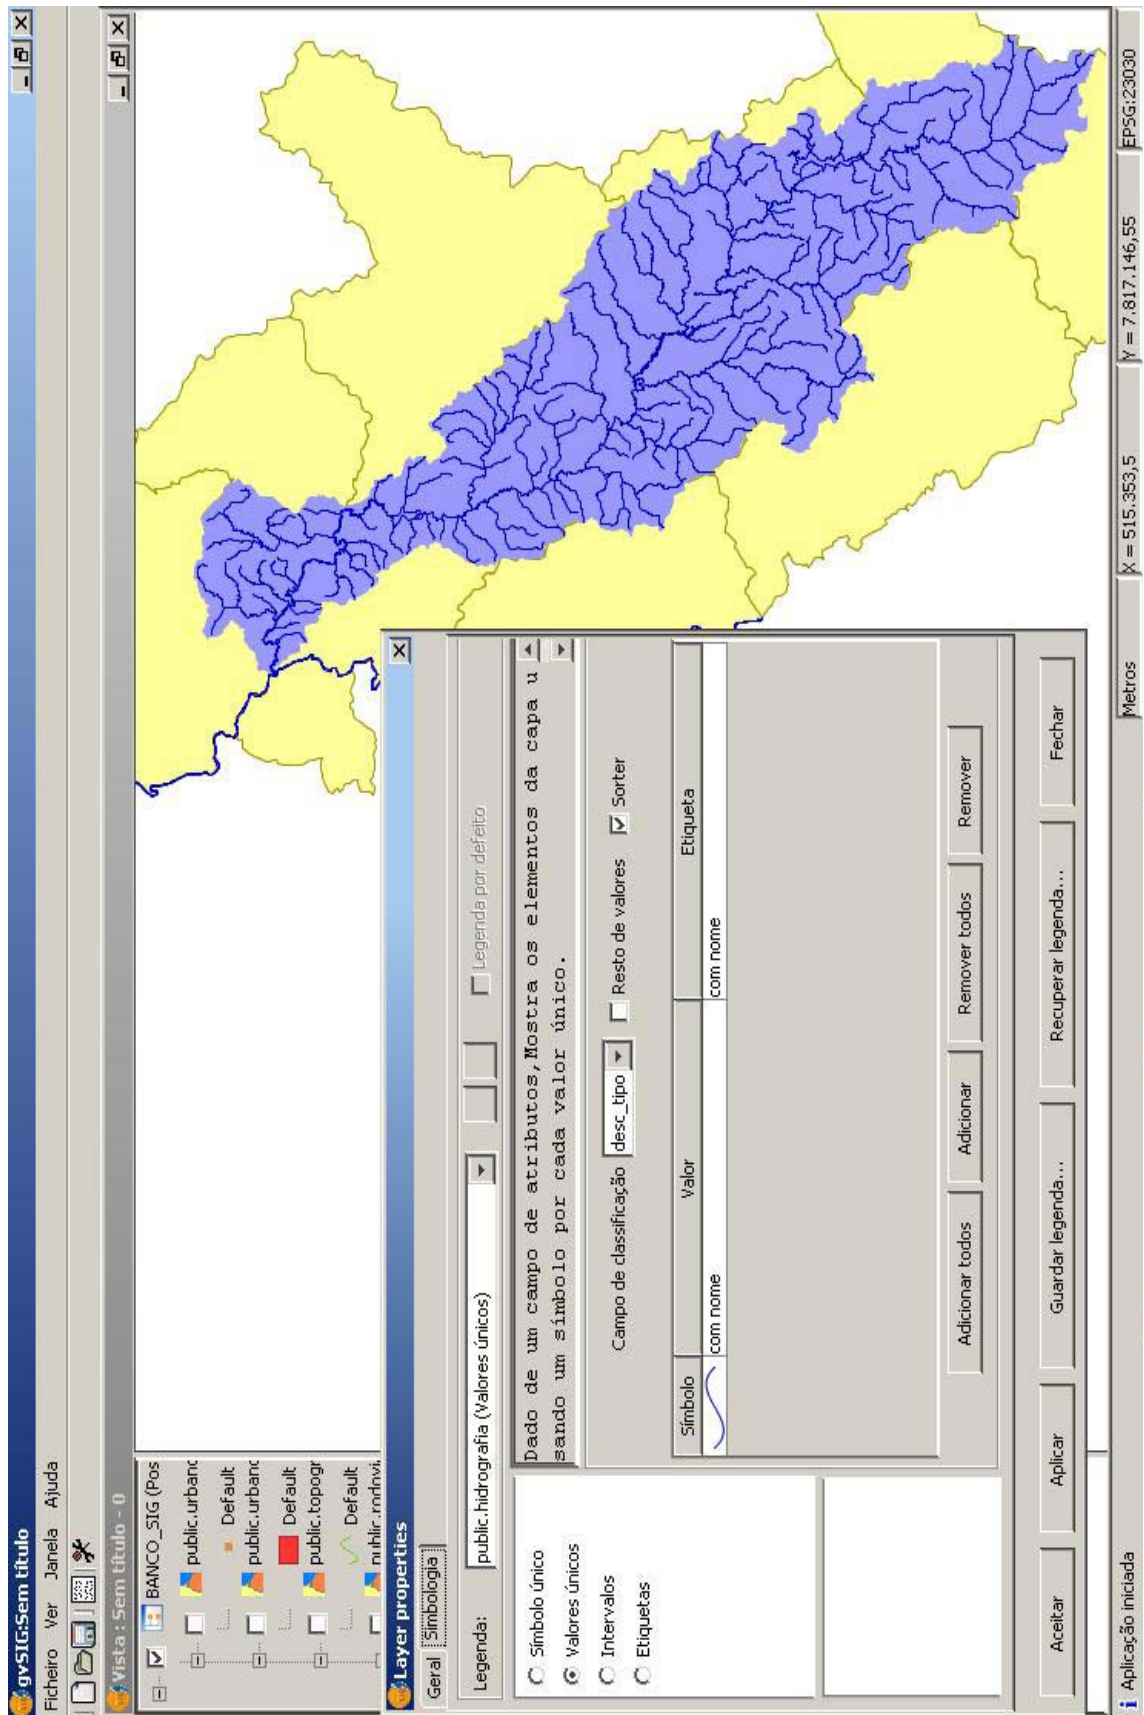 gvSIG:Sem título
Ficheiro Ver Janela Ajuda
Vista : Sem título - 0
BANCO_SIG (Pos
public.urbanc
Default
public.urbanc
Default
public.topogr
Default
Layer properties
Geral Simbologia
Legenda:
public.hidrografia (Valores únicos)
Legenda por defeito
Símbolo único
Valores únicos
Intervalos
Etiquetas
Dado de um campo de atributos,Mostra os elementos da capa u
sando um símbolo por cada valor único.
Campo de classificação desc_tipo Resto de valores Sorter
Símbolo Valor Etiqueta
com nome com nome
Adicionar todos Adicionar Remover todos Remover
Aceitar Aplicar Guardar legenda... Recuperar legenda... Fechar
Aplicação iniciada Metros X = 515.353,5 Y = 7.817.146,55 EPSG:23030